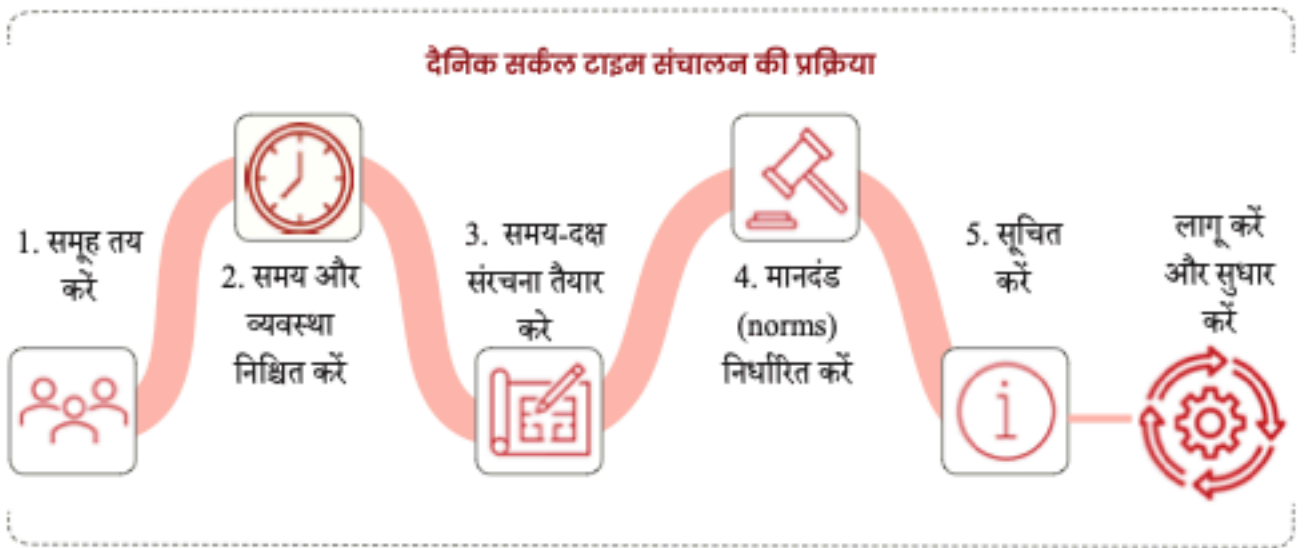 दैनिक सर्कल टाइम संचालन की प्रक्रिया
1. समूह तय
करें
2. समय और
व्यवस्था
निश्चित करें
3. समय-दक्ष
संरचना तैयार
करे
4. मानदंड
(norms)
निर्धारित करें
5. सूचित
करें
लागू करें
और सुधार
करें